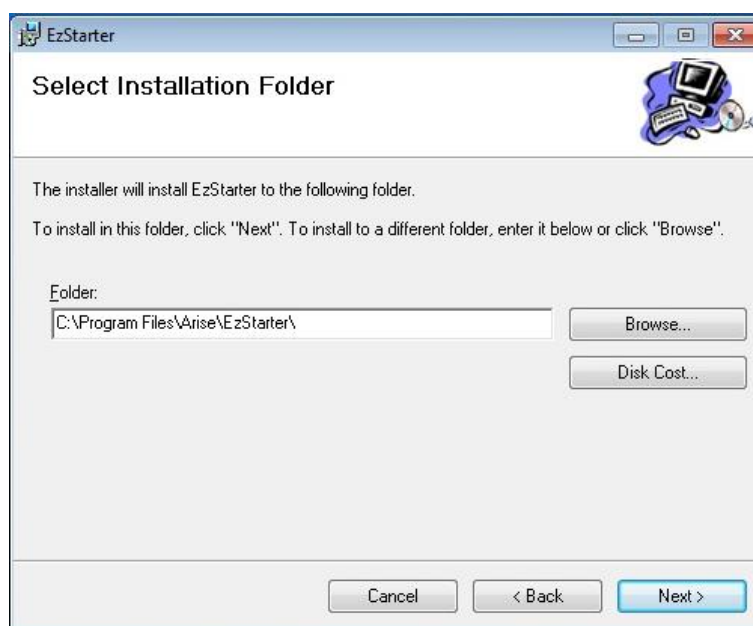 EzStarter
Select Installation Folder
The installer will install EzStarter to the following folder.
To install in this folder, click "Next". To install to a different folder, enter it below or click "Browse".
Folder:
C:\Program Files\Arise\EzStarter\
Browse...
Disk Cost...
Cancel
< Back
Next >